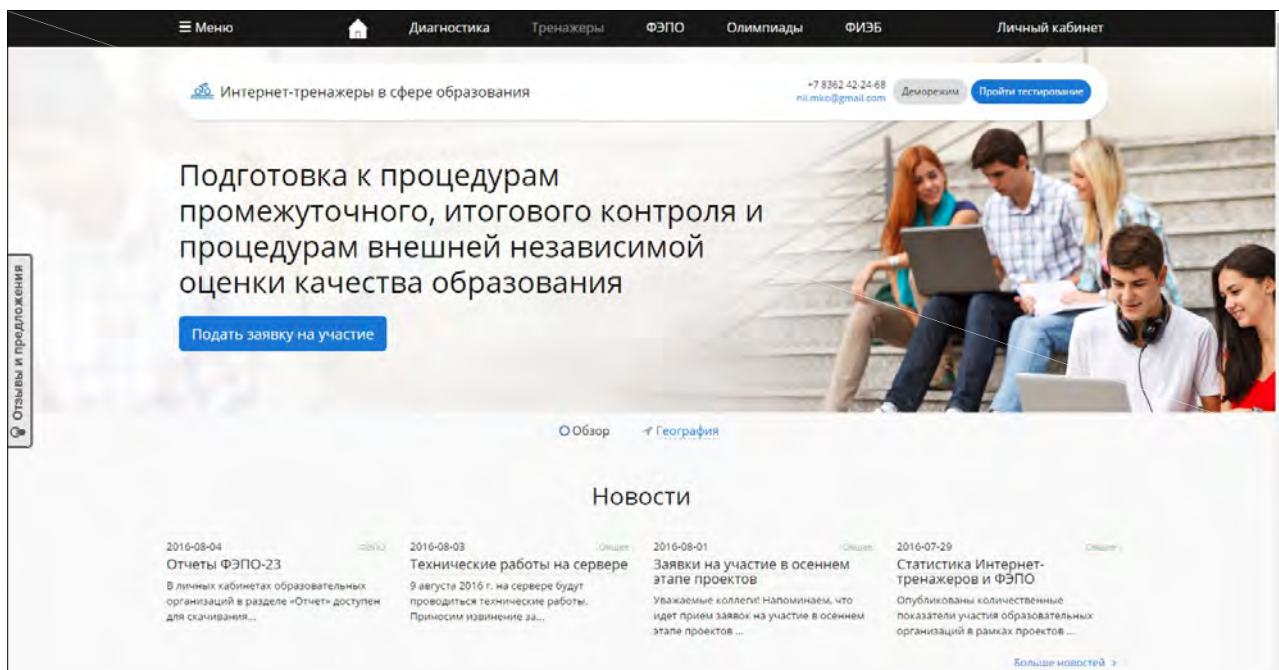 Меню
Диагностика
Тренажеры
ФЭПО
Олимпиады
ФИЭБ
Личный кабинет
Интернет-тренажеры в сфере образования
+7 8362 42-24-68
nii.mko@gmail.com
Деморежим
Пройти тестирование
Подготовка к процедурам
промежуточного, итогового контроля и
процедурам внешней независимой
оценки качества образования
Подать заявку на участие
Отзывы и предложения
Обзор
География
Новости
2016-08-04
ФЭПО
Отчеты ФЭПО-23
В личных кабинетах образовательных
организаций в разделе «Отчет» доступен
для скачивания...
2016-08-03
Общее
Технические работы на сервере
9 августа 2016 г. на сервере будут
проводиться технические работы.
Приносим извинение за...
2016-08-01
Общее
Заявки на участие в осеннем
этапе проектов
Уважаемые коллеги! Напоминаем, что
идет прием заявок на участие в осеннем
этапе проектов ...
2016-07-29
Общее
Статистика Интернет-
тренажеров и ФЭПО
Опубликованы количественные
показатели участия образовательных
организаций в рамках проектов ...
Больше новостей >